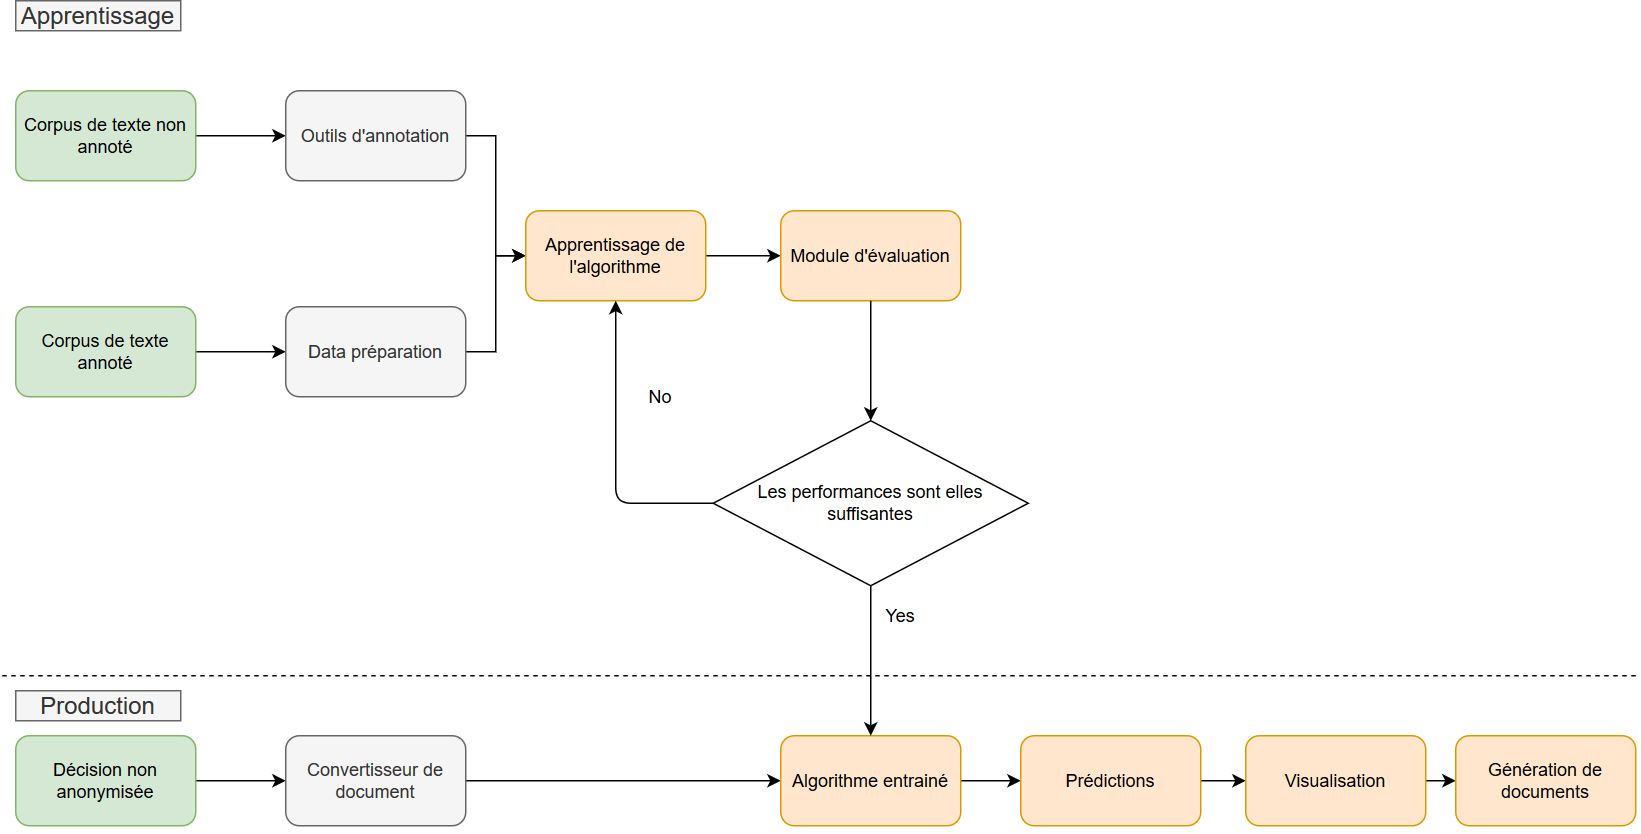 Apprentissage
Corpus de texte non
annoté
Outils d'annotation
Apprentissage de
l'algorithme
Module d'évaluation
Corpus de texte
annoté
Data préparation
No
Les performances sont elles
suffisantes
Yes
Production
Décision non
anonymisée
Convertisseur de
document
Algorithme entrainé
Prédictions
Visualisation
Génération de
documents